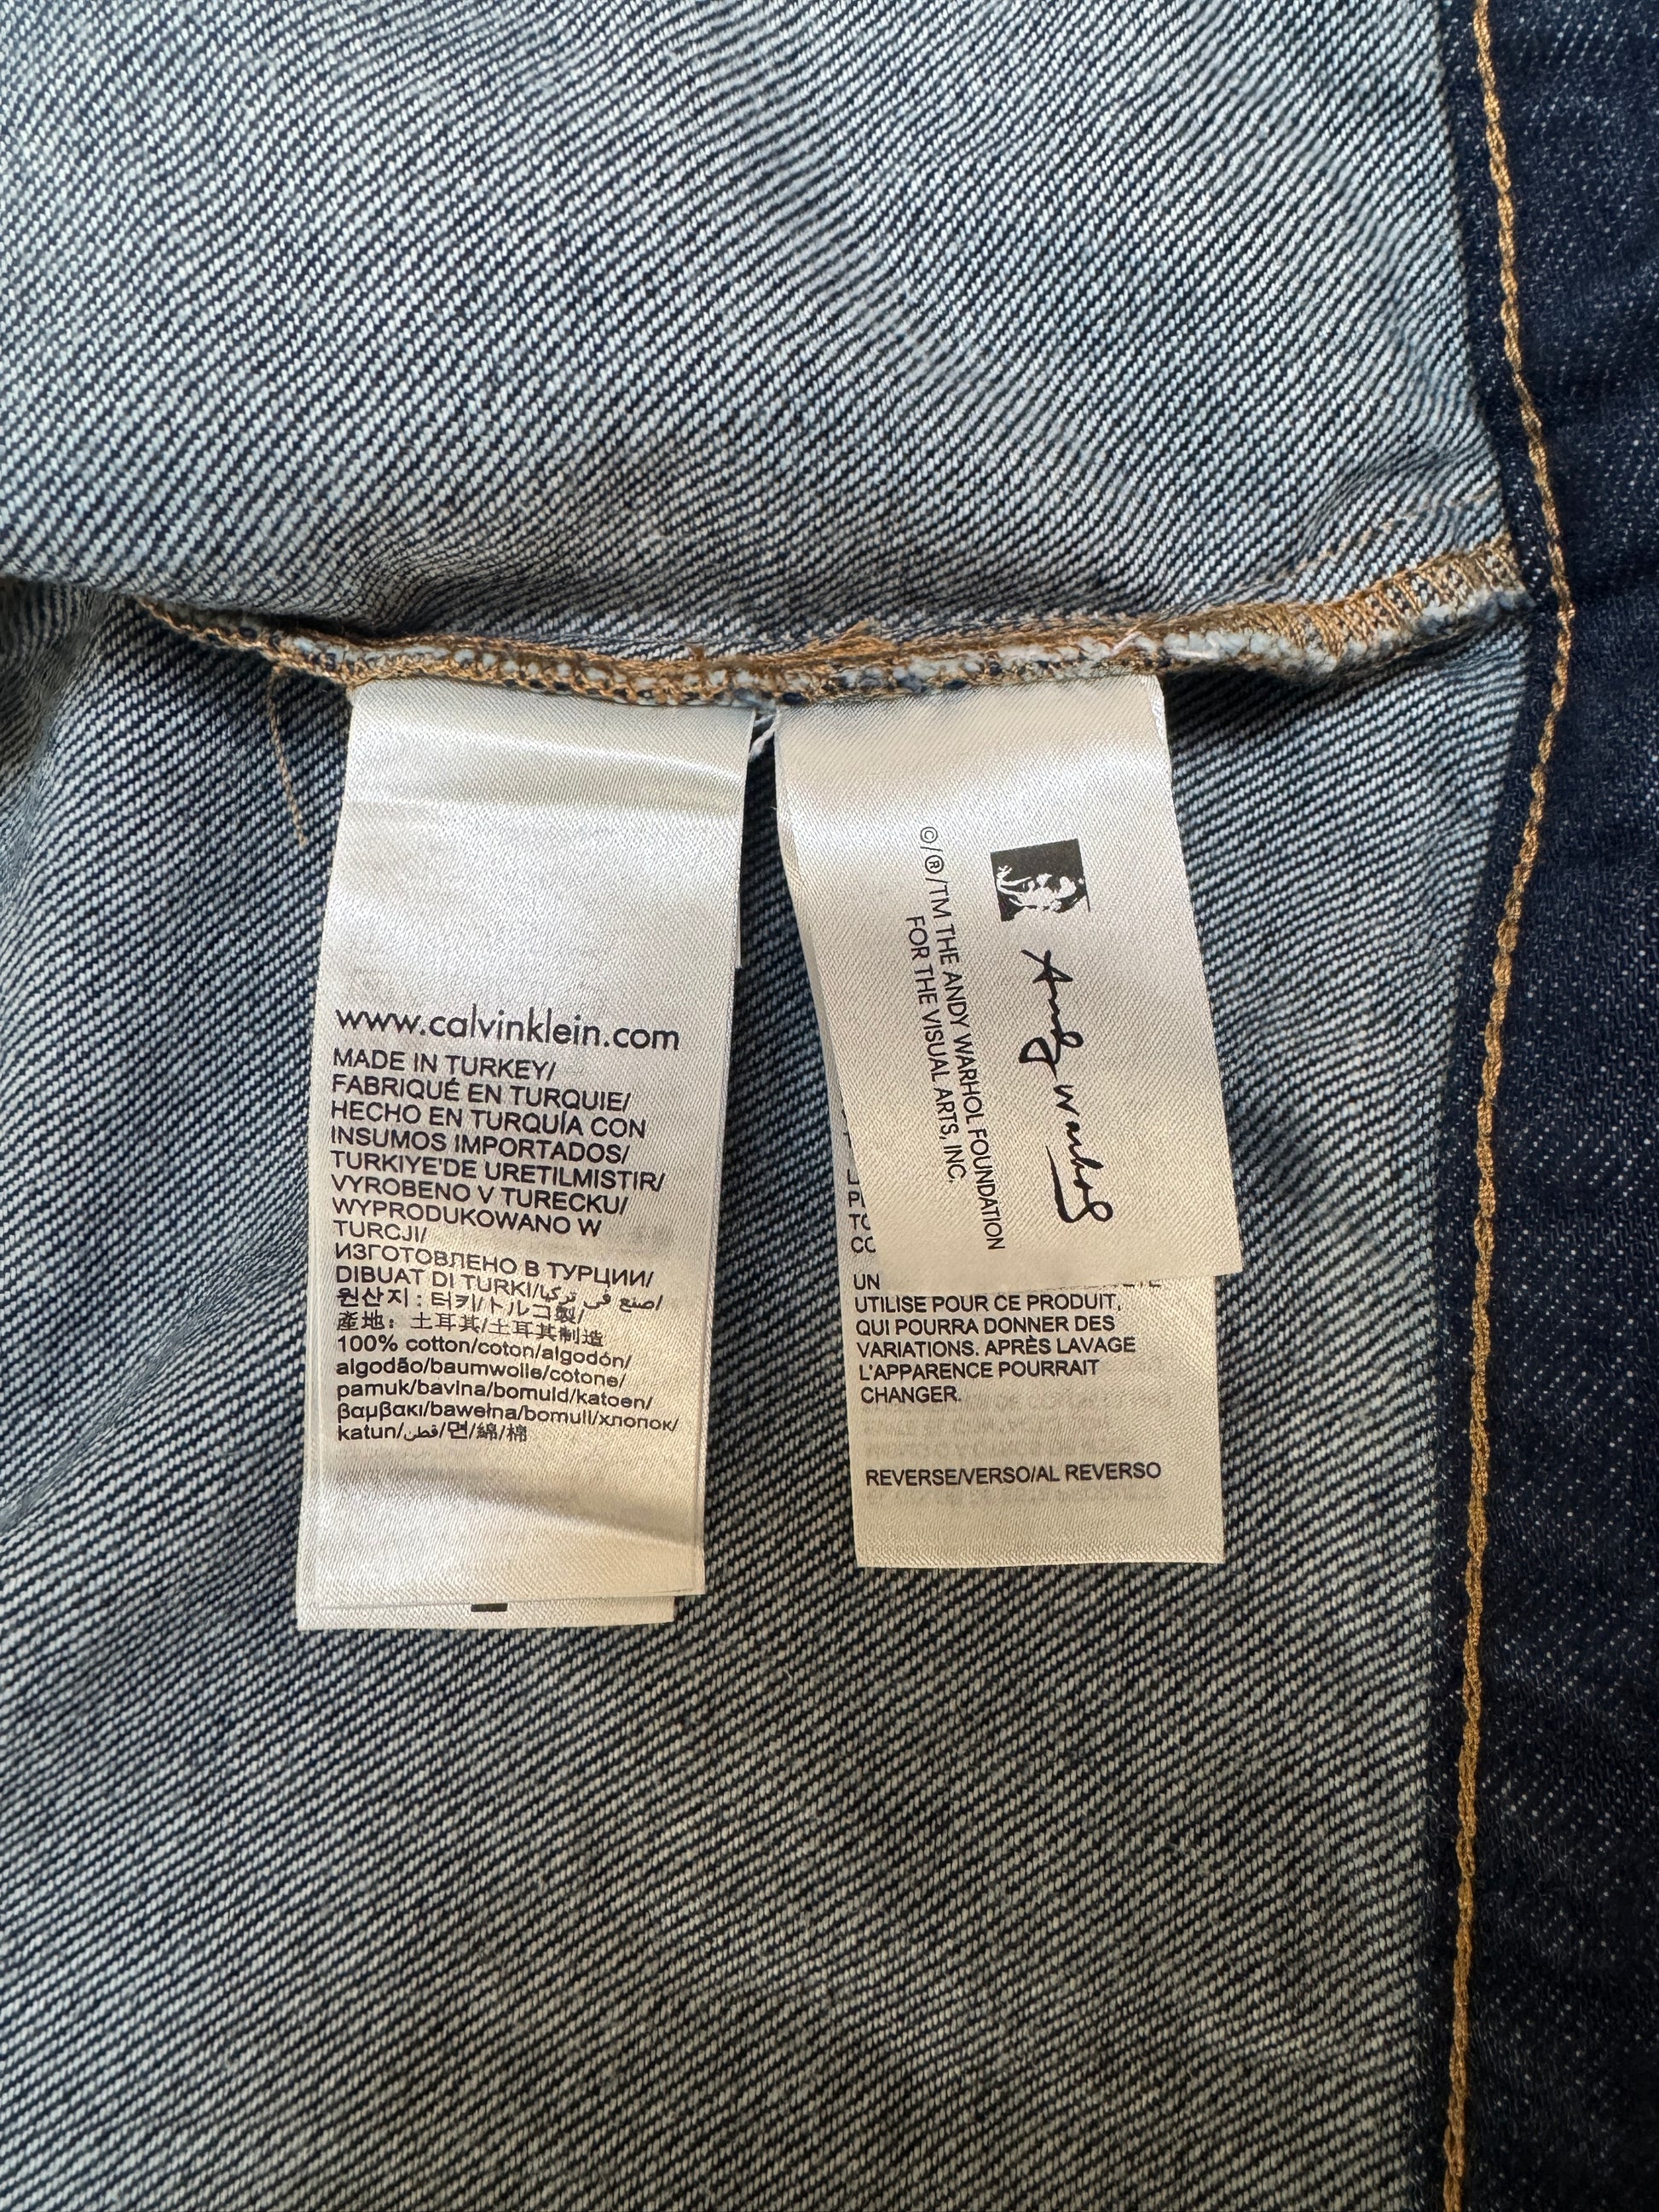 www.calvinklein.com
MADE IN TURKEY/
FABRIQUÉ EN TURQUIE/
HECHO EN TURQUÍA CON
INSUMOS IMPORTADOS/
TURKIYE'DE URETILMISTIR/
VYROBENO V TURECKU/
WYPRODUKOWANO W
TURCJI/
ИЗГОТОВЛЕНО В ТУРЦИИ/
DIBUAT DI TURKI/صنع في تركيا/
원산지 : 터키/トルコ製/
產地：土耳其/土耳其制造
100% cotton/coton/algodón/
algodão/baumwolle/cotone/
pamuk/bavlna/bomuld/katoen/
βαμβακι/bawełna/bomull/хлопок/
katun/قطن/면/綿/棉
Andy Warhol
©/®/TM THE ANDY WARHOL FOUNDATION
FOR THE VISUAL ARTS, INC.
UN
UTILISE POUR CE PRODUIT,
QUI POURRA DONNER DES
VARIATIONS. APRÈS LAVAGE
L'APPARENCE POURRAIT
CHANGER.
REVERSE/VERSO/AL REVERSO